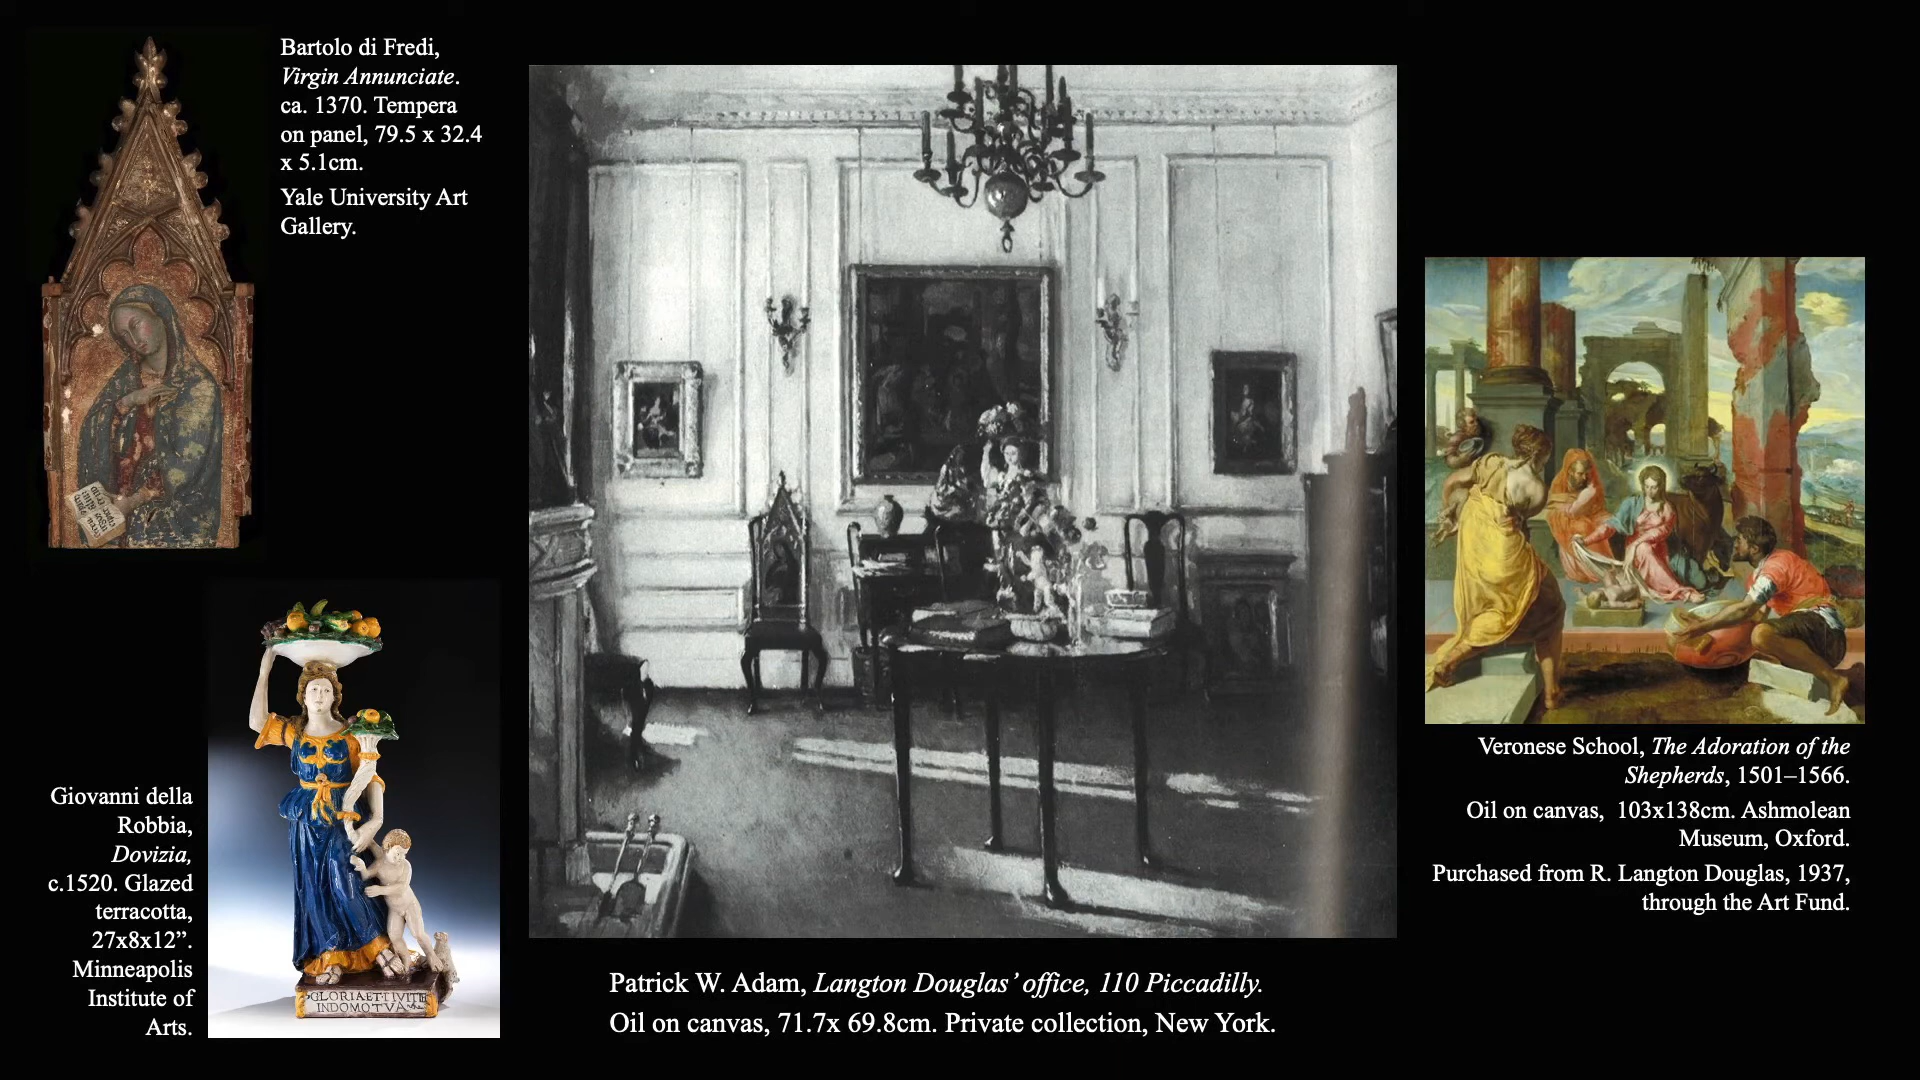 Bartolo di Fredi,
Virgin Annunciate.
ca. 1370. Tempera
on panel, 79.5 x 32.4
x 5.1cm.
Yale University Art
Gallery.
Giovanni della
Robbia,
Dovizia,
c.1520. Glazed
terracotta,
27x8x12”.
Minneapolis
Institute of
Arts.
GLORIA ET
INDOMO TVA
Patrick W. Adam, Langton Douglas’ office, 110 Piccadilly.
Oil on canvas, 71.7x 69.8cm. Private collection, New York.
Veronese School, The Adoration of the
Shepherds, 1501–1566.
Oil on canvas,  103x138cm. Ashmolean
Museum, Oxford.
Purchased from R. Langton Douglas, 1937,
through the Art Fund.